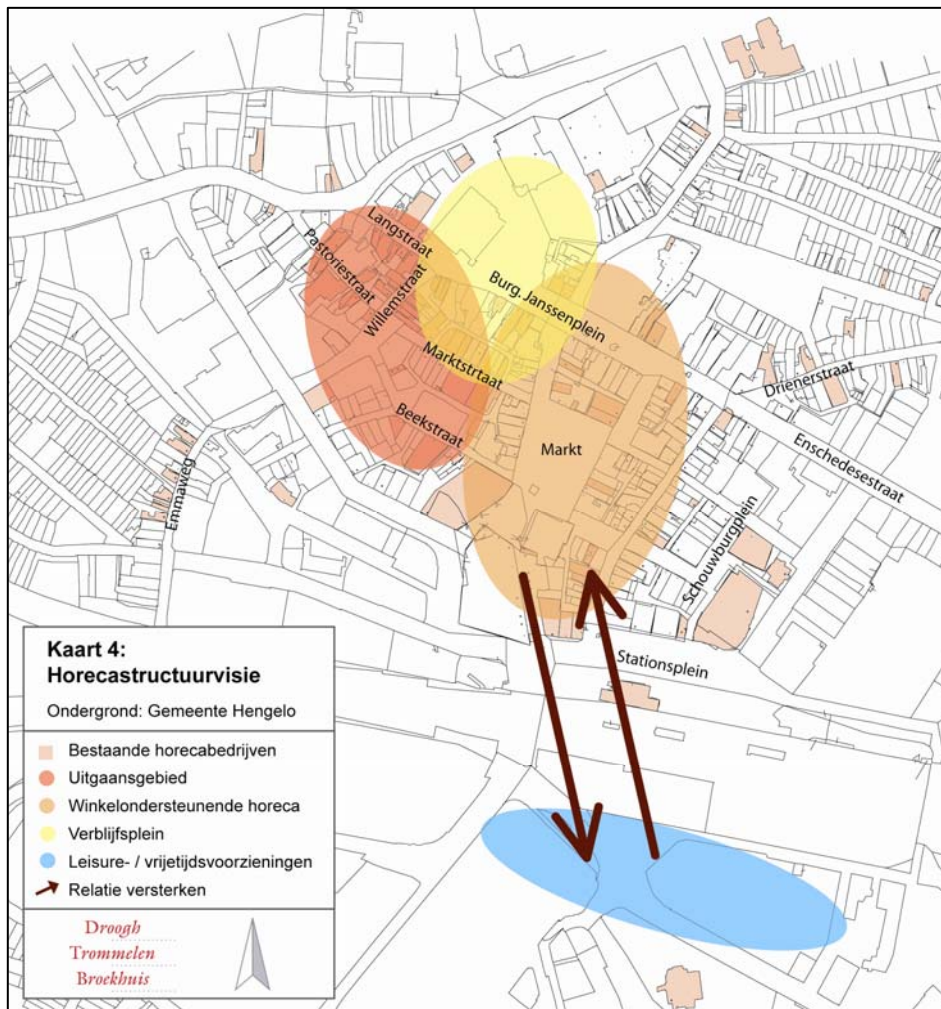 Langstraat
Pastoriestraat
Willemstraat
Burg. Janssenplein
Marktstrtaat
Beekstraat
Markt
Drienerstraat
Enschedesestraat
Emmaweg
Schouwburgplein
Stationsplein
Kaart 4:
Horecastructuurvisie
Ondergrond: Gemeente Hengelo
Bestaande horecabedrijven
Uitgaansgebied
Winkelondersteunende horeca
Verblijfsplein
Leisure- / vrijetijdsvoorzieningen
Relatie versterken
Droogh
Trommelen
Broekhuis